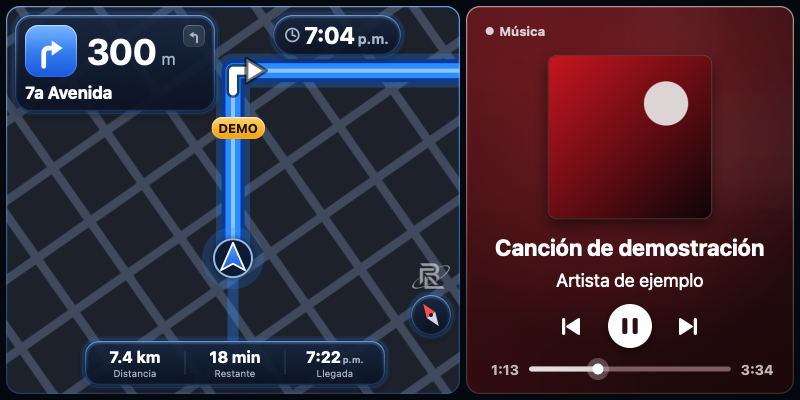 300 m
7a Avenida
7:04 p.m.
DEMO
7.4 km
Distancia
18 min
Restante
7:22 p.m.
Llegada
Música
Canción de demostración
Artista de ejemplo
1:13
3:34